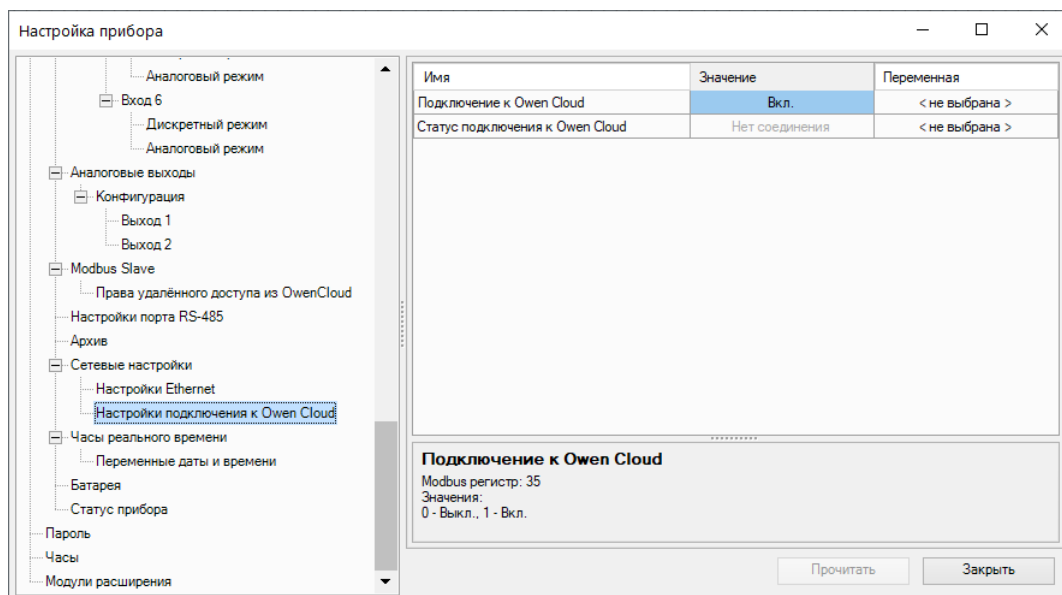 Настройка прибора
Аналоговый режим
Вход 6
Дискретный режим
Аналоговый режим
Аналоговые выходы
Конфигурация
Выход 1
Выход 2
Modbus Slave
Права удалённого доступа из OwenCloud
Настройки порта RS-485
Архив
Сетевые настройки
Настройки Ethernet
Настройки подключения к Owen Cloud
Часы реального времени
Переменные даты и времени
Батарея
Статус прибора
Пароль
Часы
Модули расширения
Имя Значение Переменная
Подключение к Owen Cloud Вкл. < не выбрана >
Статус подключения к Owen Cloud Нет соединения < не выбрана >
Подключение к Owen Cloud
Modbus регистр: 35
Значения:
0 - Выкл., 1 - Вкл.
Прочитать Закрыть